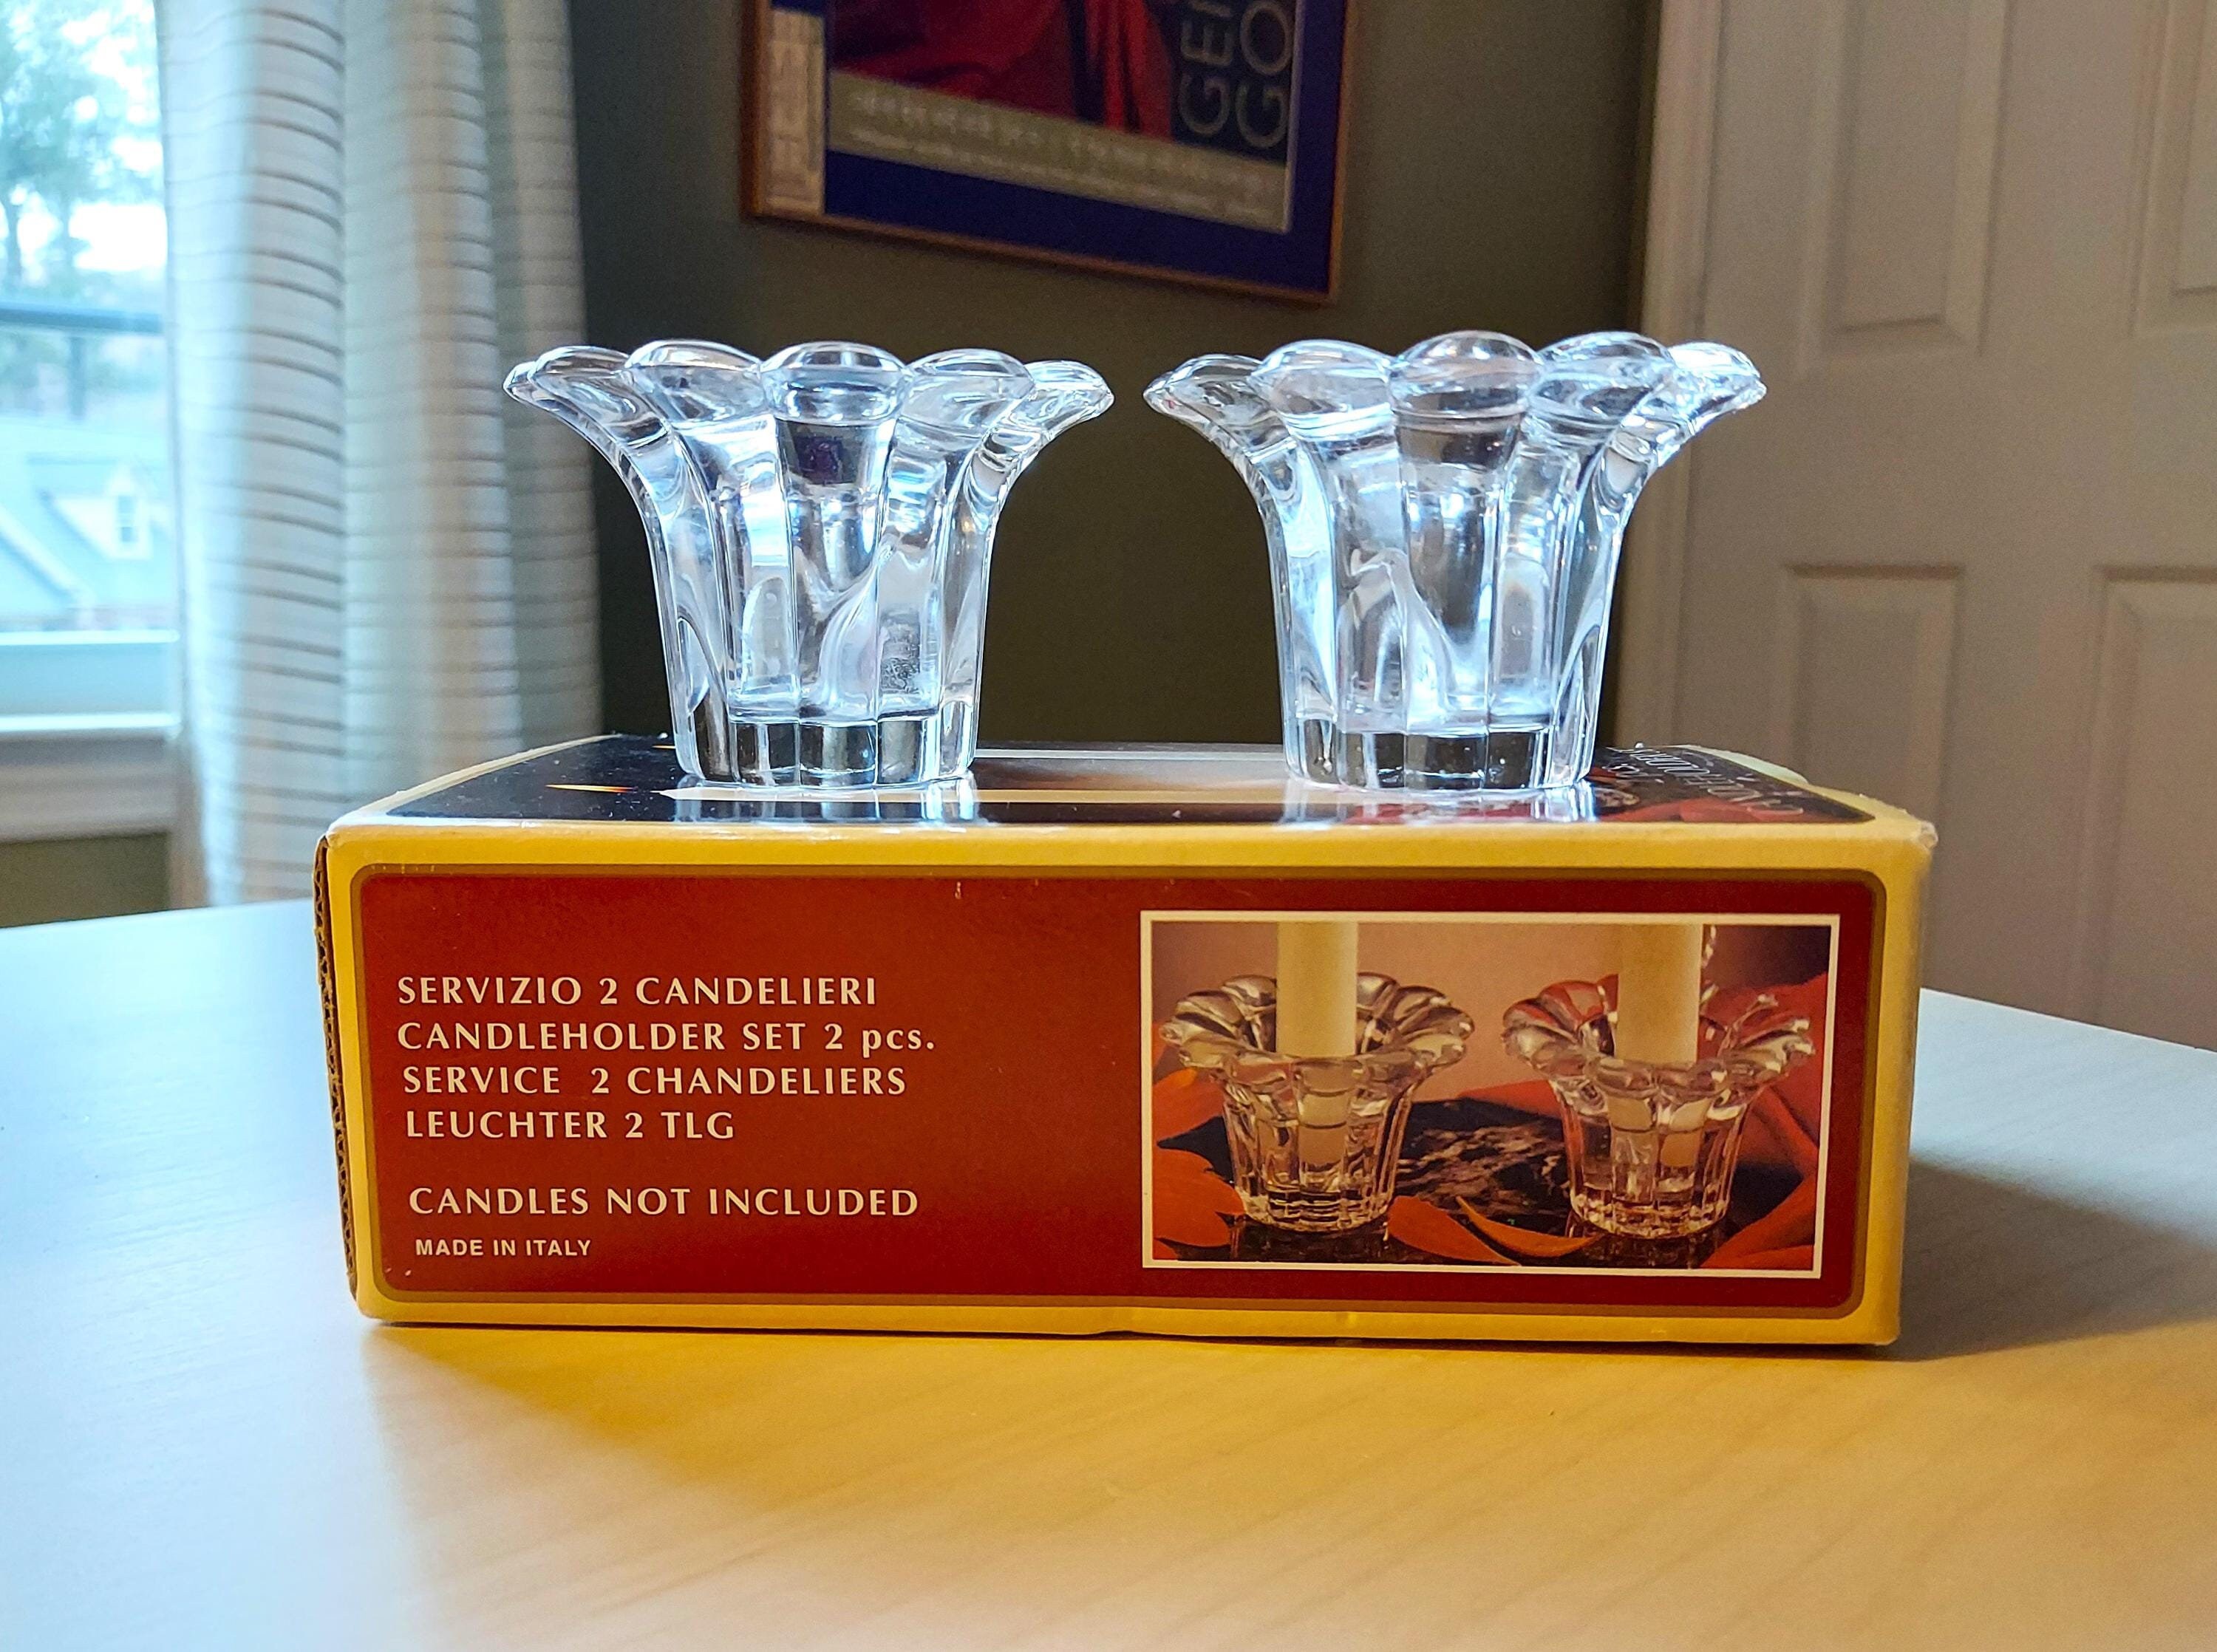 GO
SERVIZIO 2 CANDELIERI
CANDLEHOLDER SET 2 pcs.
SERVICE 2 CHANDELIERS
LEUCHTER 2 TLG
CANDLES NOT INCLUDED
MADE IN ITALY